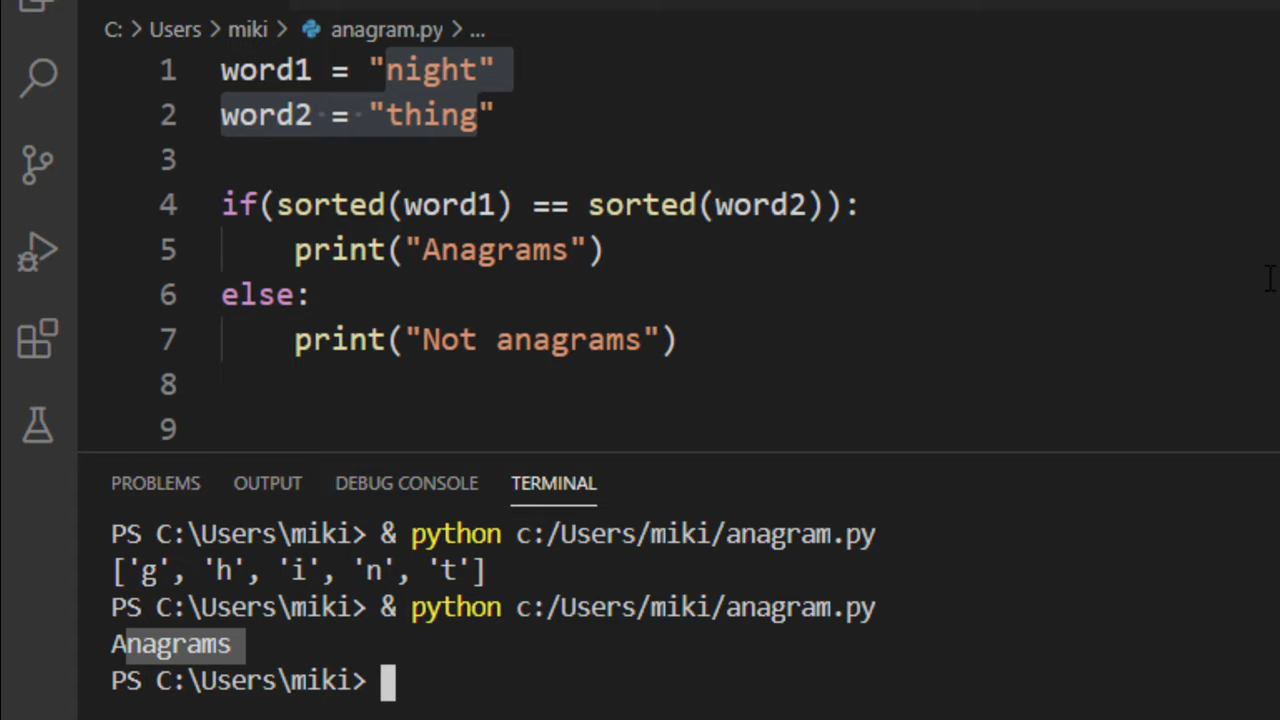 C: > Users > miki > anagram.py > ...
1 word1 = "night"
2 word2 = "thing"
3
4 if(sorted(word1) == sorted(word2)):
5     print("Anagrams")
6 else:
7     print("Not anagrams")
8
9
PROBLEMS OUTPUT DEBUG CONSOLE TERMINAL
PS C:\Users\miki> & python c:/Users/miki/anagram.py
['g', 'h', 'i', 'n', 't']
PS C:\Users\miki> & python c:/Users/miki/anagram.py
Anagrams
PS C:\Users\miki>